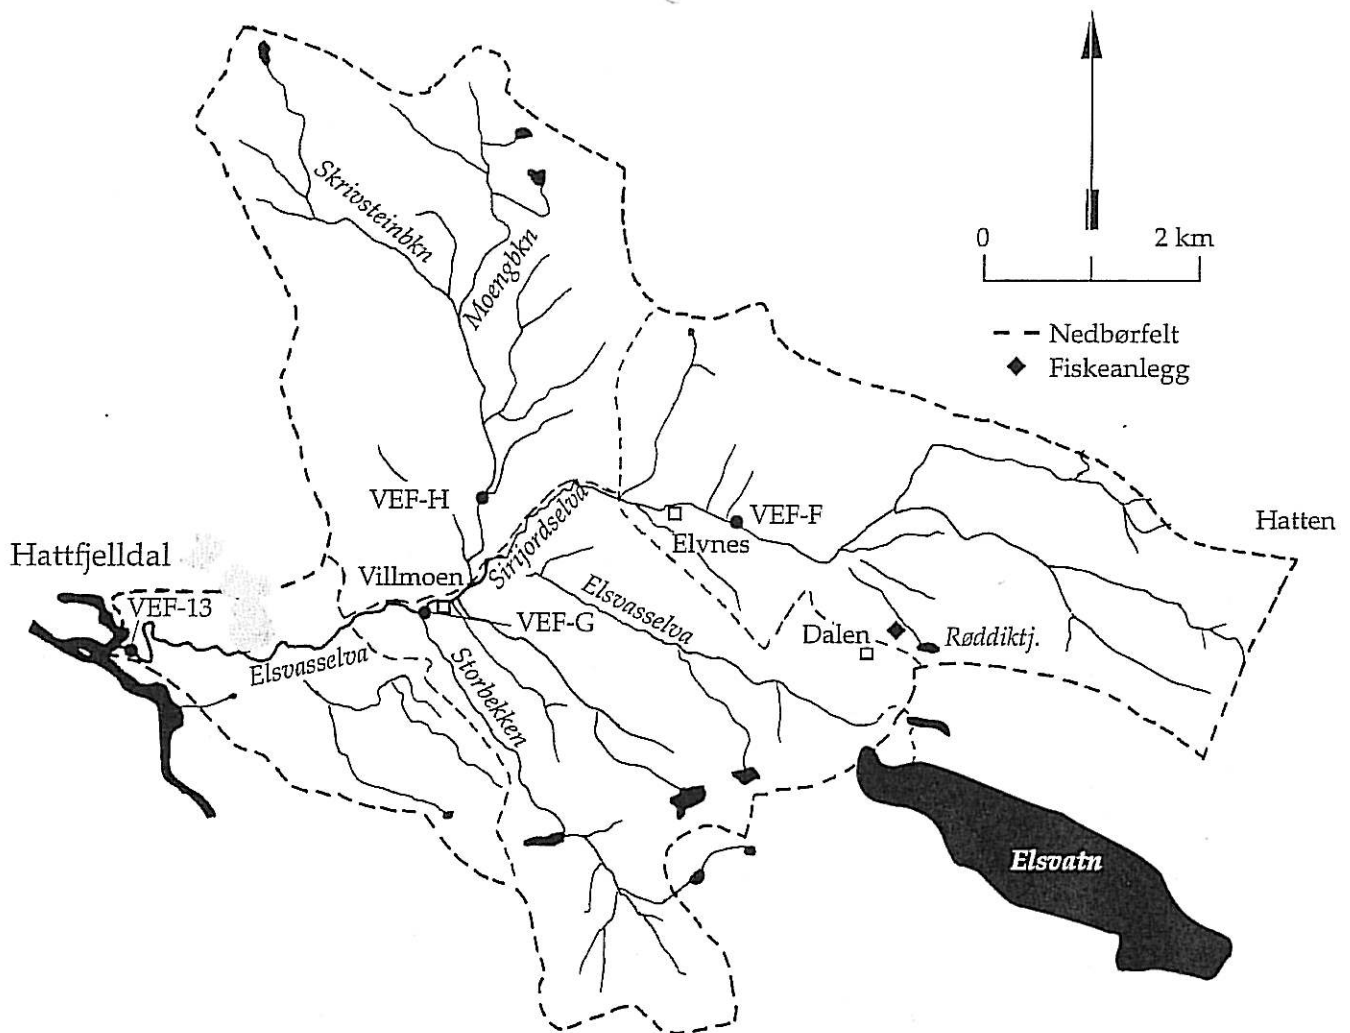 Skrivsteinbkn
Moengbkn
0 2 km
Nedbørfelt
Fiskeanlegg
VEF-H
VEF-F
Hatten
Elvnes
Sirijordselva
Hattfjelldal
Villmoen
Elsvasselva
VEF-13
VEF-G
Dalen
Røddiktj.
Elsvasselva
Storbekken
Elsvatn